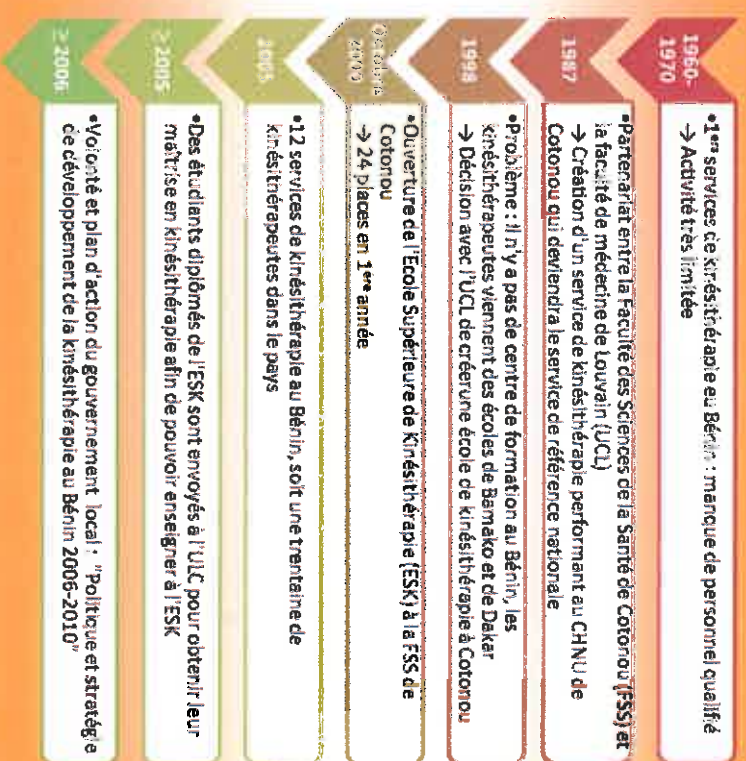 1960-
1970
•1ers services de kinésithérapie au Bénin : manque de personnel qualifié
→ Activité très limitée
1987
•Partenariat entre la Faculté des Sciences de la Santé de Cotonou (FSS) et
la faculté de médecine de Louvain (UCL)
→ Création d'un service de kinésithérapie performant au CHNU de
Cotonou qui deviendra le service de référence nationale
1998
•Problème : il n'y a pas de centre de formation au Bénin, les
kinésithérapeutes viennent des écoles de Bamako et de Dakar
→ Décision avec l'UCL de créerune école de kinésithérapie à Cotonou
•Ouverture de l'Ecole Supérieure de Kinésithérapie (ESK) à la FSS de
Cotonou
→ 24 places en 1ère année
2005
•12 services de kinésithérapie au Bénin, soit une trentaine de
kinésithérapeutes dans le pays
≥ 2005
•Des étudiants diplômés de l'ESK sont envoyés à l'ULC pour obtenir leur
maîtrise en kinésithérapie afin de pouvoir enseigner à l'ESK
≥ 2006
•Volonté et plan d'action du gouvernement local : "Politique et stratégie
de développement de la kinésithérapie au Bénin 2006-2010"